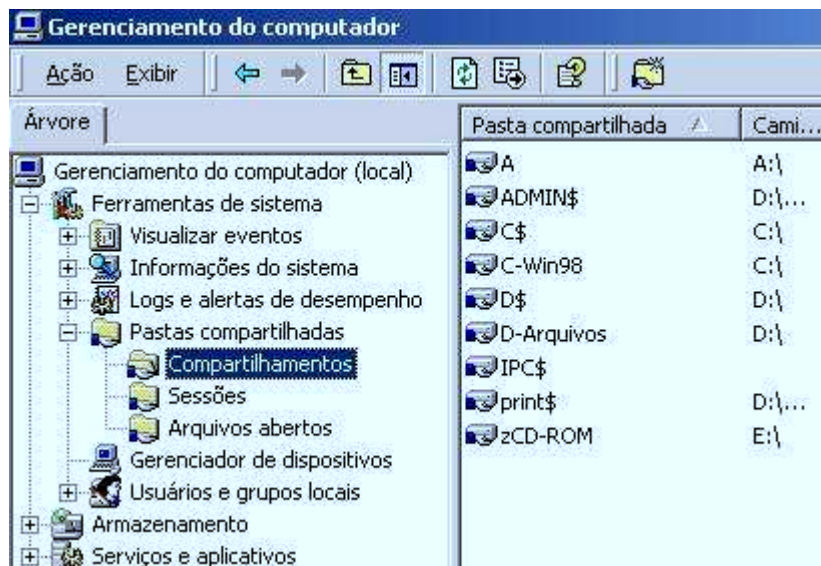 Gerenciamento do computador
Ação Exibir
Árvore
Gerenciamento do computador (local)
Ferramentas de sistema
Visualizar eventos
Informações do sistema
Logs e alertas de desempenho
Pastas compartilhadas
Compartilhamentos
Sessões
Arquivos abertos
Gerenciador de dispositivos
Usuários e grupos locais
Armazenamento
Serviços e aplicativos
Pasta compartilhada Cami...
A A:\
ADMIN$ D:\...
C$ C:\
C-Win98 C:\
D$ D:\
D-Arquivos D:\
IPC$
print$ D:\...
zCD-ROM E:\